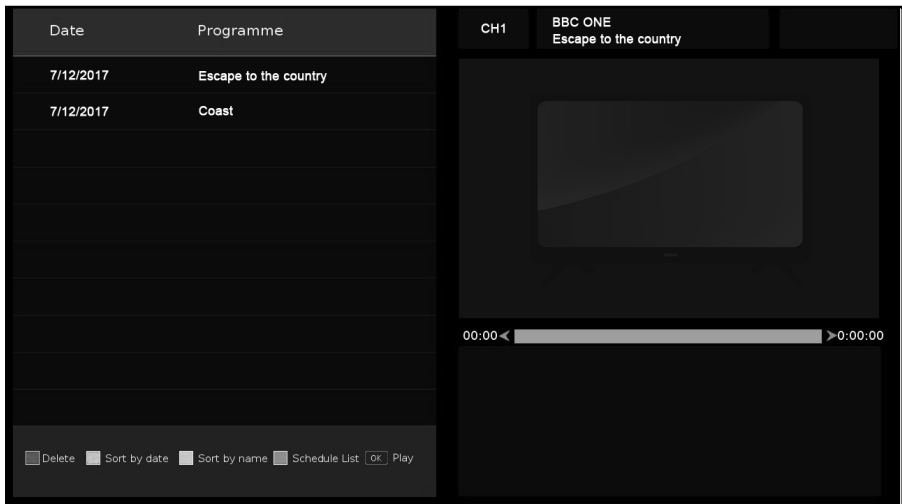 Date Programme
7/12/2017 Escape to the country
7/12/2017 Coast
Delete Sort by date Sort by name Schedule List OK Play
CH1
BBC ONE
Escape to the country
00:00 0:00:00